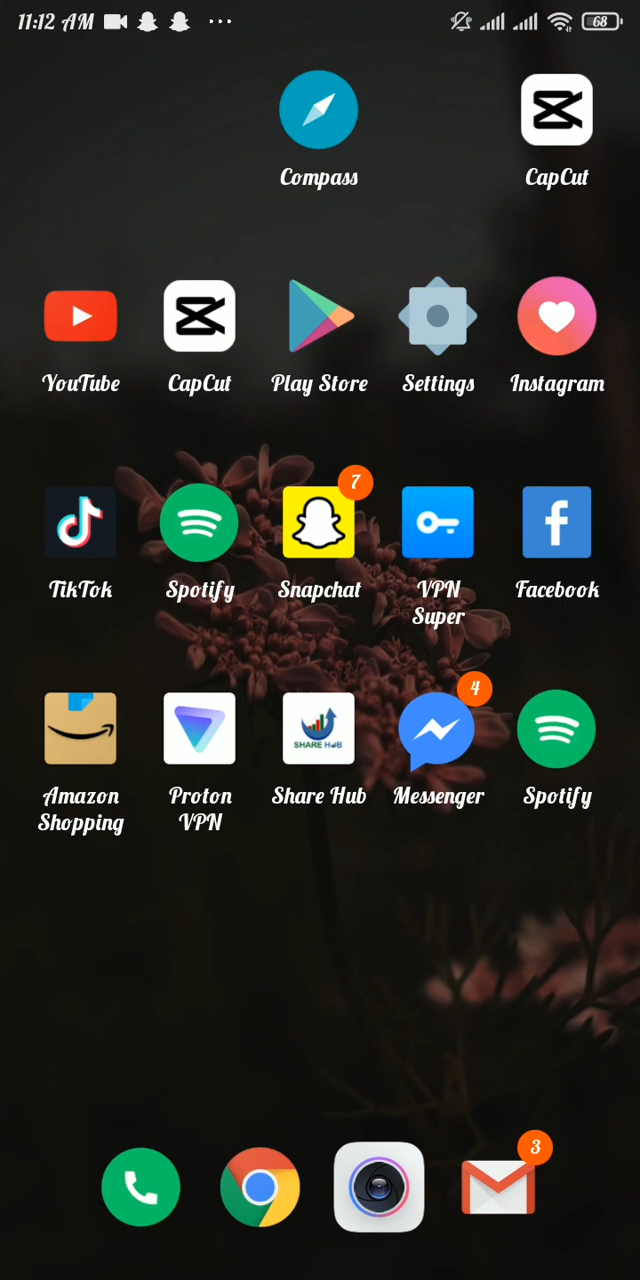 11:12 AM
68
Compass
CapCut
YouTube
CapCut
Play Store
Settings
Instagram
7
TikTok
Spotify
Snapchat
VPN
Super
Facebook
4
SHARE HUB
Amazon
Shopping
Proton
VPN
Share Hub
Messenger
Spotify
3